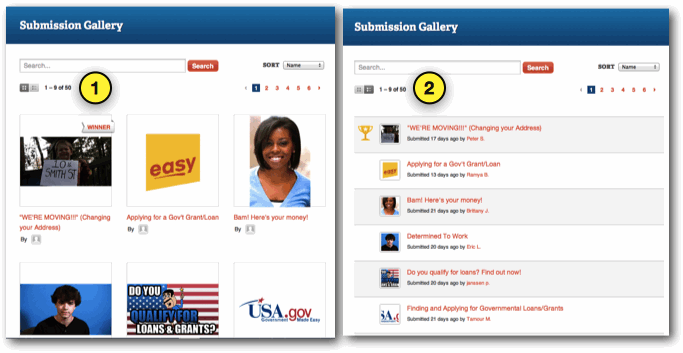 Submission Gallery
Search...
Search
SORT
Name
1 – 9 of 50
1
‹ 1 2 3 4 5 6 ›
WINNER
I.O.
SMITH ST
easy
"WE'RE MOVING!!!" (Changing
your Address)
By
Applying for a Gov't Grant/Loan
By
Bam! Here's your money!
By
DO YOU
QUALIFY FOR
LOANS & GRANTS?
USA.gov
Government Made Easy
Submission Gallery
Search...
Search
SORT
Name
1 – 9 of 50
2
‹ 1 2 3 4 5 6 ›
"WE'RE MOVING!!!" (Changing your Address)
Submitted 17 days ago by Peter S.
easy
Applying for a Gov't Grant/Loan
Submitted 13 days ago by Ramya B.
Bam! Here's your money!
Submitted 21 days ago by Brittany J.
Determined To Work
Submitted 20 days ago by Eric L.
Do you qualify for loans? Find out now!
Submitted 20 days ago by janssen p.
SA.g
Finding and Applying for Governmental Loans/Grants
Submitted 21 days ago by Tamour M.